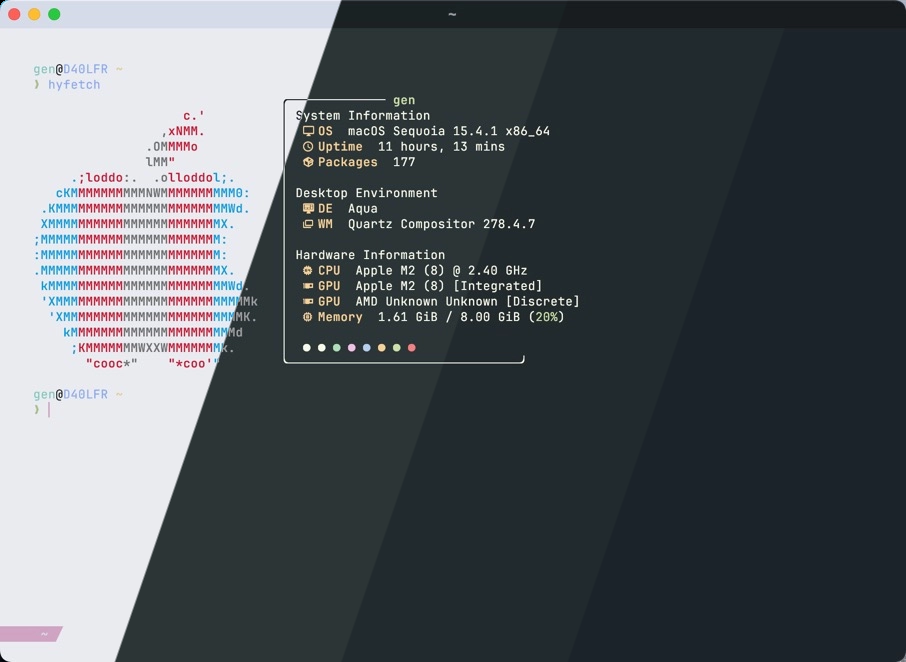 ~
gen@D40LFR ~
❯ hyfetch
c.'
,xNMM.
.OMMMMo
lMM"
.;loddo:.  .olloddol;.
cKMMMMMMMMMMNWMMMMMMMMMM0:
.KMMMMMMMMMMMMMMMMMMMMMMMWd.
XMMMMMMMMMMMMMMMMMMMMMMMX.
;MMMMMMMMMMMMMMMMMMMMMMMM:
:MMMMMMMMMMMMMMMMMMMMMMMM:
.MMMMMMMMMMMMMMMMMMMMMMMMX.
kMMMMMMMMMMMMMMMMMMMMMMMMWd.
'XMMMMMMMMMMMMMMMMMMMMMMMMMMk
'XMMMMMMMMMMMMMMMMMMMMMMMMK.
kMMMMMMMMMMMMMMMMMMMMMMd
;KMMMMMMMWXXWMMMMMMMk.
"cooc*"    "*coo'"
gen
System Information
OS  macOS Sequoia 15.4.1 x86_64
Uptime  11 hours, 13 mins
Packages  177
Desktop Environment
DE  Aqua
WM  Quartz Compositor 278.4.7
Hardware Information
CPU  Apple M2 (8) @ 2.40 GHz
GPU  Apple M2 (8) [Integrated]
GPU  AMD Unknown Unknown [Discrete]
Memory  1.61 GiB / 8.00 GiB (20%)
gen@D40LFR ~
❯
~